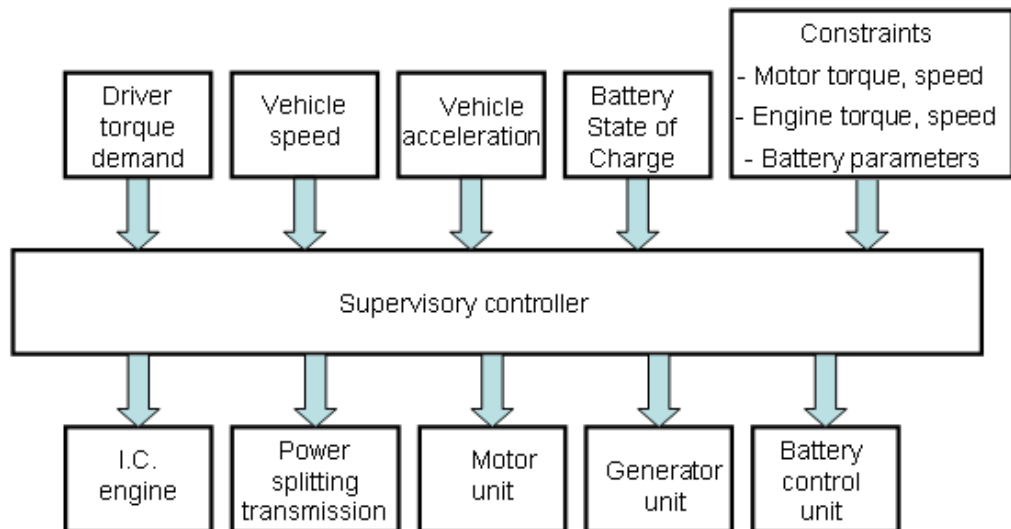 Driver
torque
demand
Vehicle
speed
Vehicle
acceleration
Battery
State of
Charge
Constraints
- Motor torque, speed
- Engine torque, speed
- Battery parameters
Supervisory controller
I.C.
engine
Power
splitting
transmission
Motor
unit
Generator
unit
Battery
control
unit